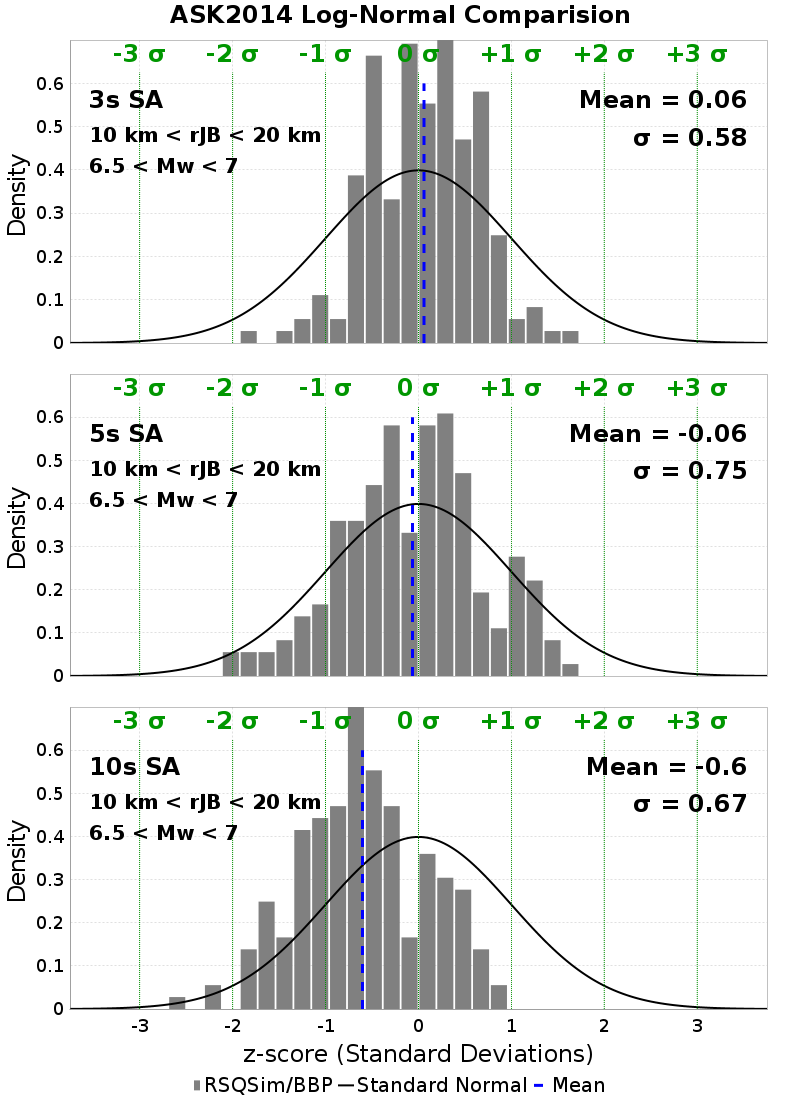 ASK2014 Log-Normal Comparision
-3 σ -2 σ -1 σ 0 σ +1 σ +2 σ +3 σ
3s SA
10 km < rJB < 20 km
6.5 < Mw < 7
Mean = 0.06
σ = 0.58
0.6
0.5
0.4
0.3
0.2
0.1
0
Density
-3 σ -2 σ -1 σ 0 σ +1 σ +2 σ +3 σ
5s SA
10 km < rJB < 20 km
6.5 < Mw < 7
Mean = -0.06
σ = 0.75
0.6
0.5
0.4
0.3
0.2
0.1
0
Density
-3 σ -2 σ -1 σ 0 σ +1 σ +2 σ +3 σ
10s SA
10 km < rJB < 20 km
6.5 < Mw < 7
Mean = -0.6
σ = 0.67
0.6
0.5
0.4
0.3
0.2
0.1
0
Density
-3 -2 -1 0 1 2 3
z-score (Standard Deviations)
RSQSim/BBP Standard Normal Mean